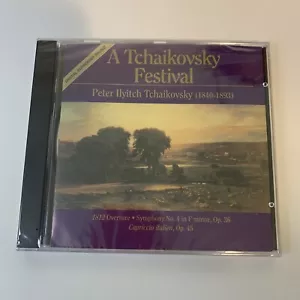 A Tchaikovsky
Festival
Peter Ilyitch Tchaikovsky (1840-1893)
1812 Overture • Symphony No. 4 in F minor, Op. 36
Capriccio Italien, Op. 45